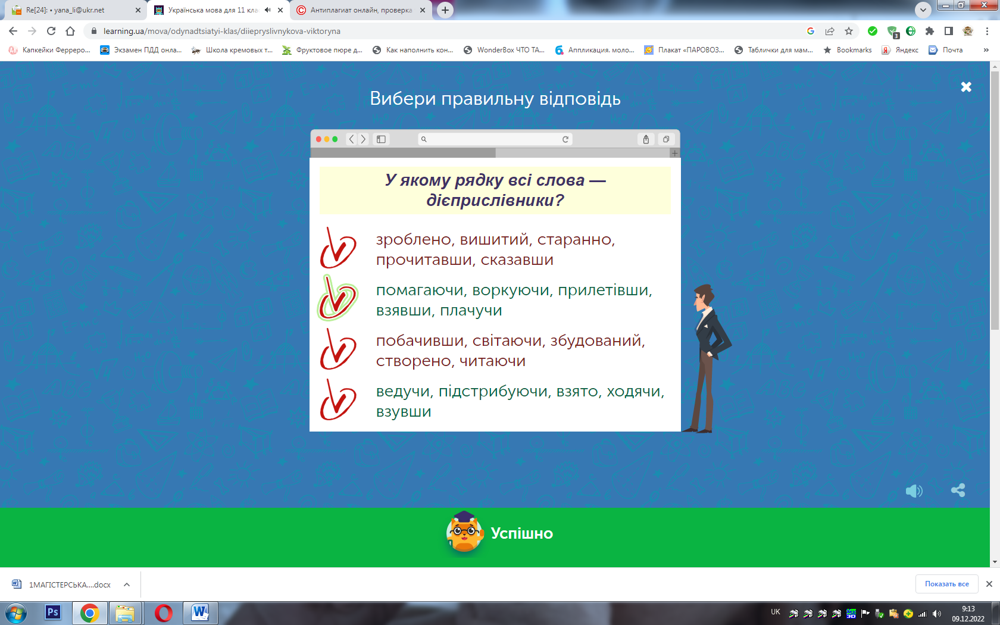 Re[24]: • yana_li@ukr.net
Українська мова для 11 кла
Антиплагиат онлайн, проверка
learning.ua/mova/odynadtsiatyi-klas/diiepryslivnykova-viktoryna
3
Капкейки Ферреро...
Экзамен ПДД онла...
Школа кремовых т...
Фруктовое пюре д...
Как наполнить кон...
WonderBox ЧТО ТА...
Аппликация. моло...
Плакат «ПАРОВОЗ...
Таблички для мам...
Bookmarks
Яндекс
Почта
»
Вибери правильну відповідь
У якому рядку всі слова —
дієприслівники?
зроблено, вишитий, старанно,
прочитавши, сказавши
помагаючи, воркуючи, прилетівши,
взявши, плачучи
побачивши, світаючи, збудований,
створено, читаючи
ведучи, підстрибуючи, взято, ходячи,
взувши
Успішно
1МАГІСТЕРСЬКА....docx
Показать все
Ps
UK
9:13
09.12.2022